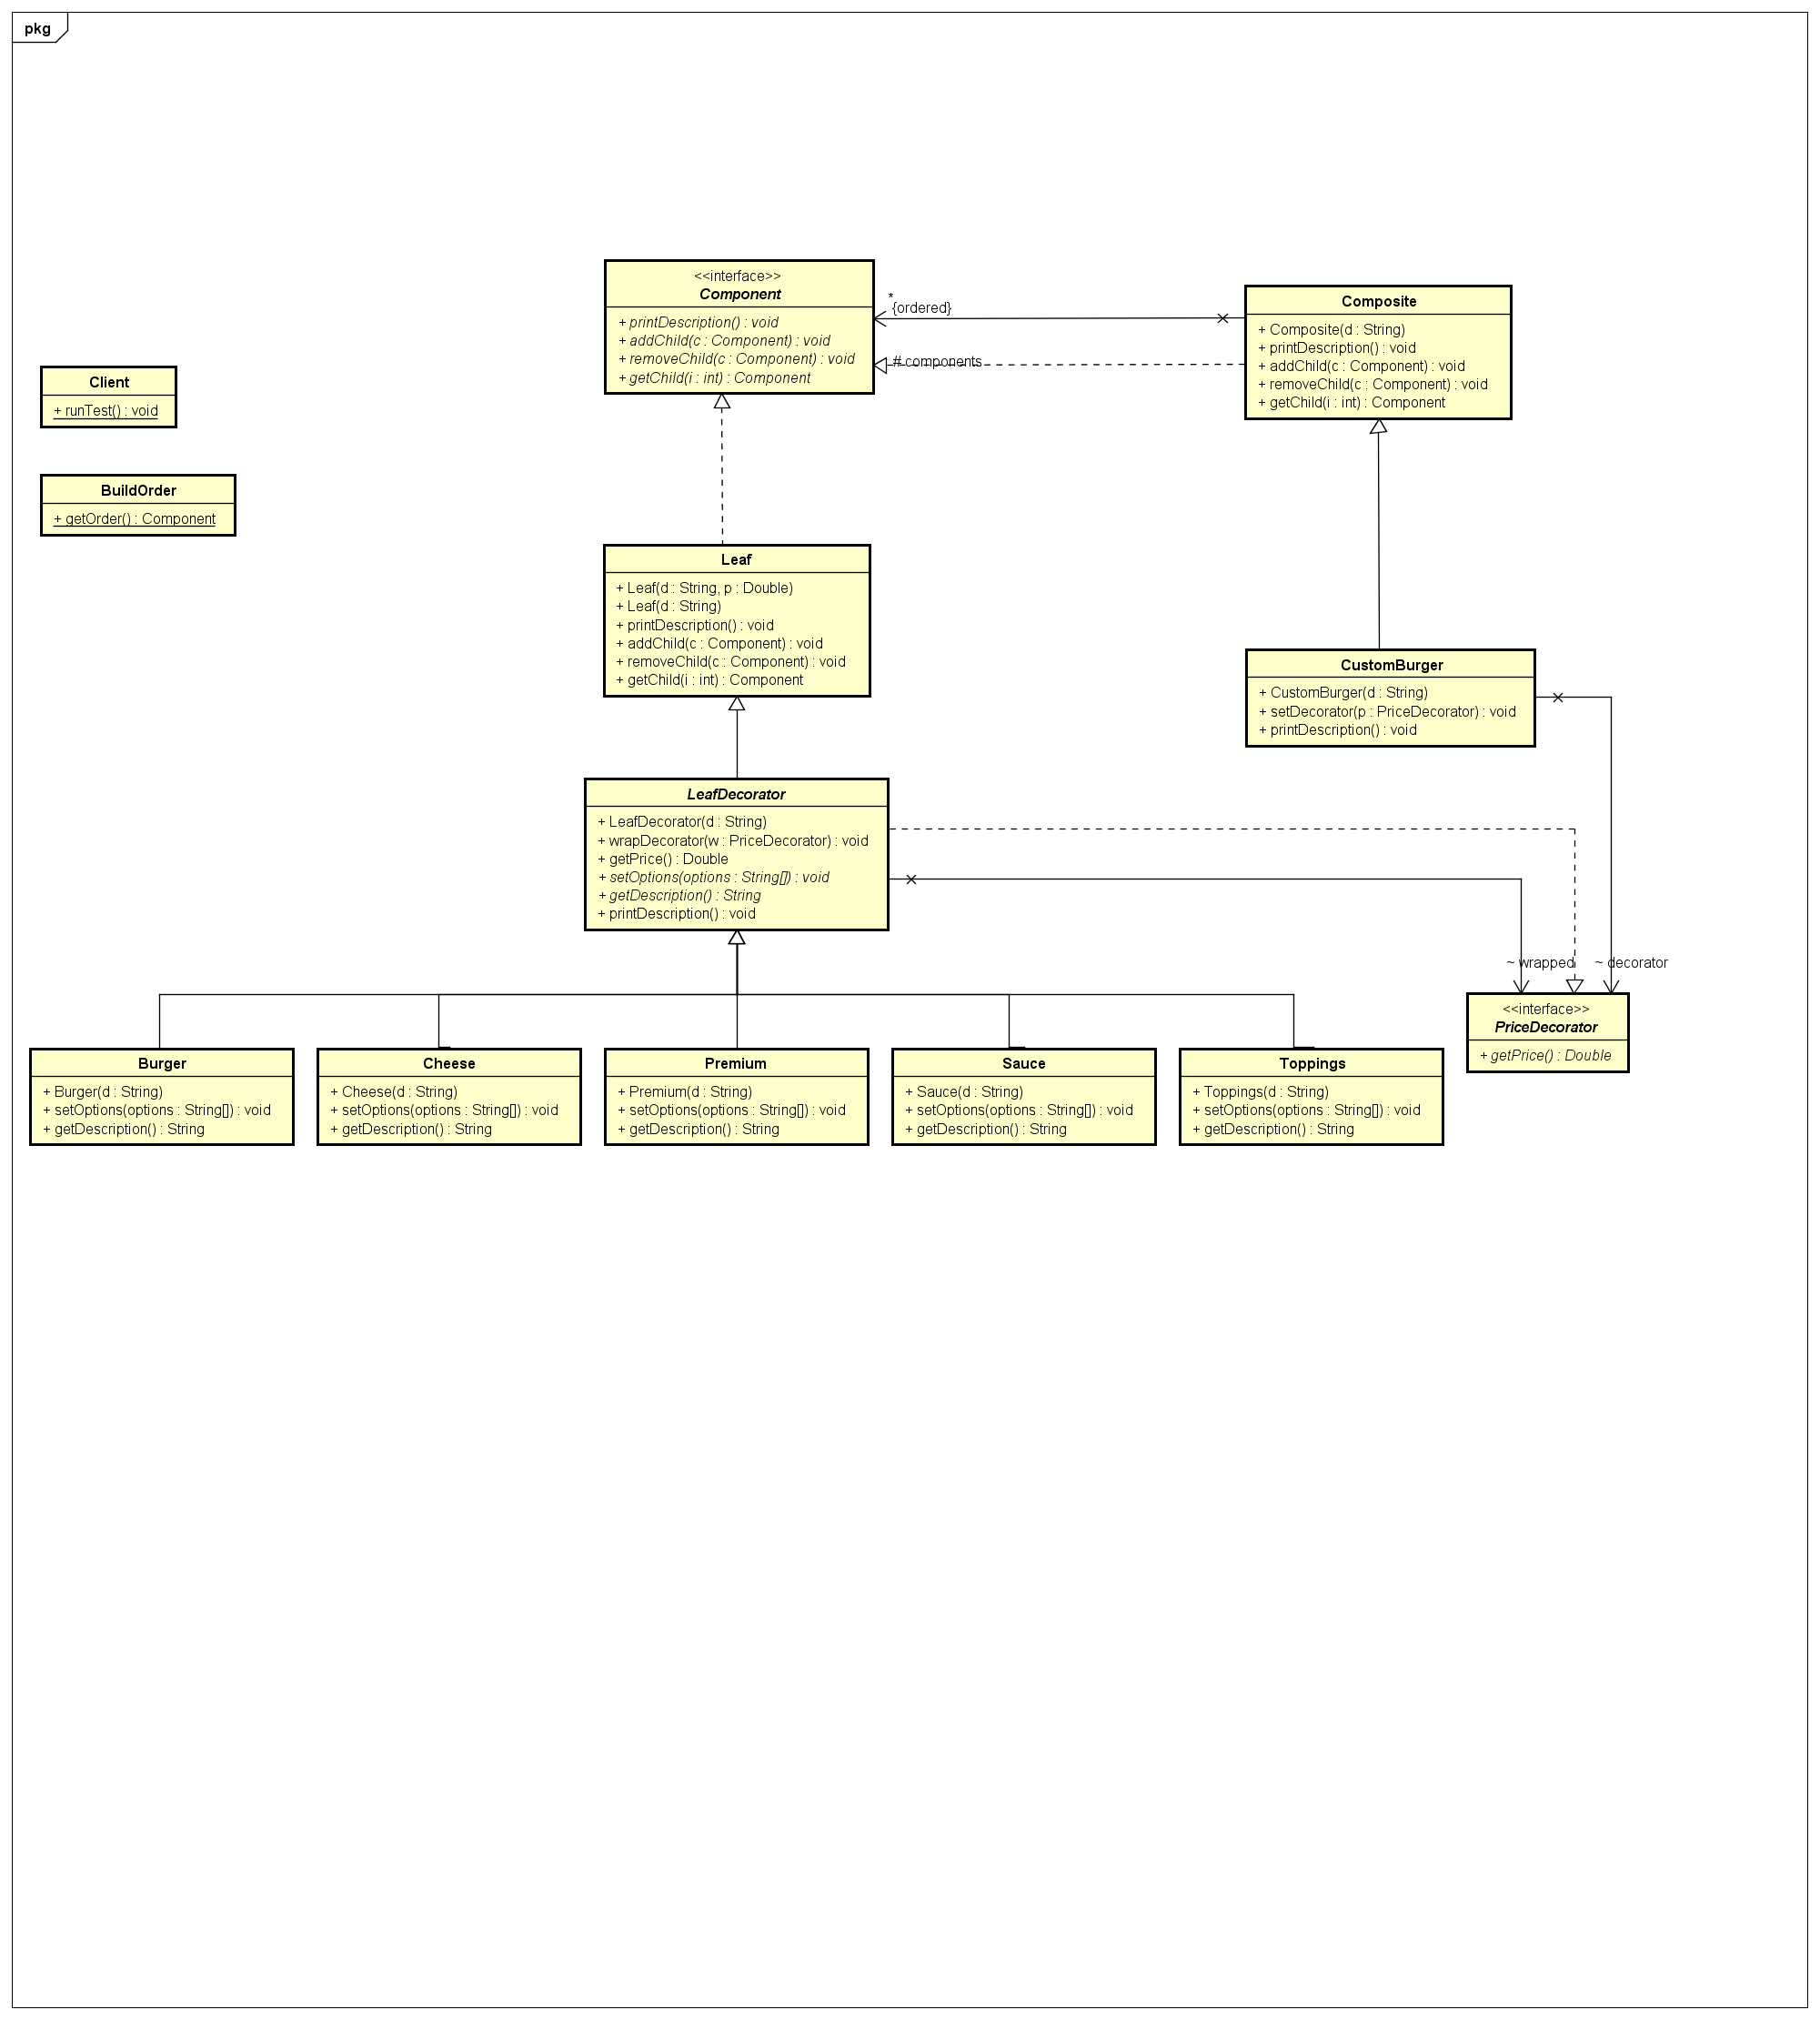 pkg
<<interface>>
Component
+ printDescription() : void
+ addChild(c : Component) : void
+ removeChild(c : Component) : void
+ getChild(i : int) : Component
*
{ordered}
# components
Composite
+ Composite(d : String)
+ printDescription() : void
+ addChild(c : Component) : void
+ removeChild(c : Component) : void
+ getChild(i : int) : Component
Client
+ runTest() : void
BuildOrder
+ getOrder() : Component
Leaf
+ Leaf(d : String, p : Double)
+ Leaf(d : String)
+ printDescription() : void
+ addChild(c : Component) : void
+ removeChild(c : Component) : void
+ getChild(i : int) : Component
CustomBurger
+ CustomBurger(d : String)
+ setDecorator(p : PriceDecorator) : void
+ printDescription() : void
LeafDecorator
+ LeafDecorator(d : String)
+ wrapDecorator(w : PriceDecorator) : void
+ getPrice() : Double
+ setOptions(options : String[]) : void
+ getDescription() : String
+ printDescription() : void
~ wrapped
~ decorator
<<interface>>
PriceDecorator
+ getPrice() : Double
Burger
+ Burger(d : String)
+ setOptions(options : String[]) : void
+ getDescription() : String
Cheese
+ Cheese(d : String)
+ setOptions(options : String[]) : void
+ getDescription() : String
Premium
+ Premium(d : String)
+ setOptions(options : String[]) : void
+ getDescription() : String
Sauce
+ Sauce(d : String)
+ setOptions(options : String[]) : void
+ getDescription() : String
Toppings
+ Toppings(d : String)
+ setOptions(options : String[]) : void
+ getDescription() : String